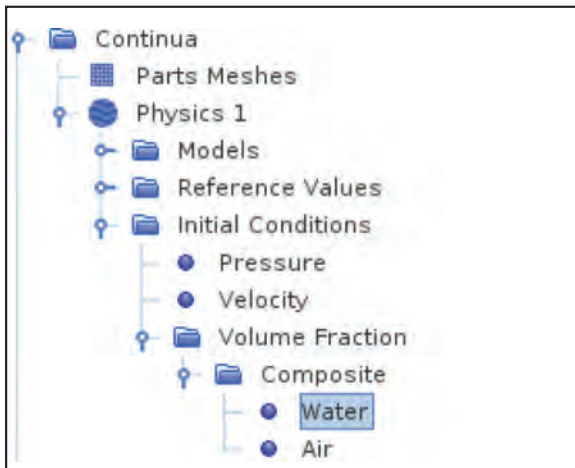 Continua
Parts Meshes
Physics 1
Models
Reference Values
Initial Conditions
Pressure
Velocity
Volume Fraction
Composite
Water
Air